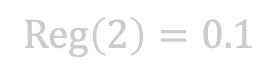 Reg(2) = 0.1